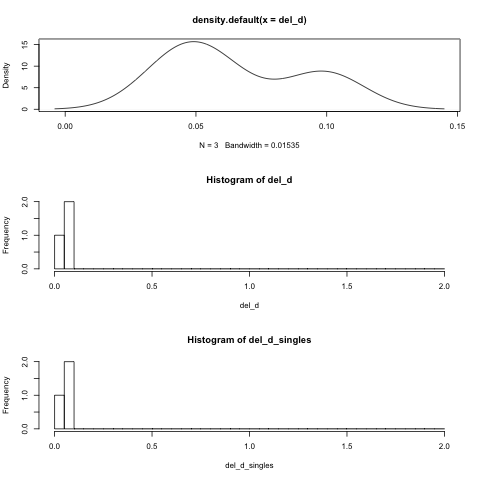 density.default(x = del_d)
Density
0 5 10 15
0.00 0.05 0.10 0.15
N = 3 Bandwidth = 0.01535
Histogram of del_d
Frequency
0.0 1.0 2.0
0.0 0.5 1.0 1.5 2.0
del_d
Histogram of del_d_singles
Frequency
0.0 1.0 2.0
0.0 0.5 1.0 1.5 2.0
del_d_singles